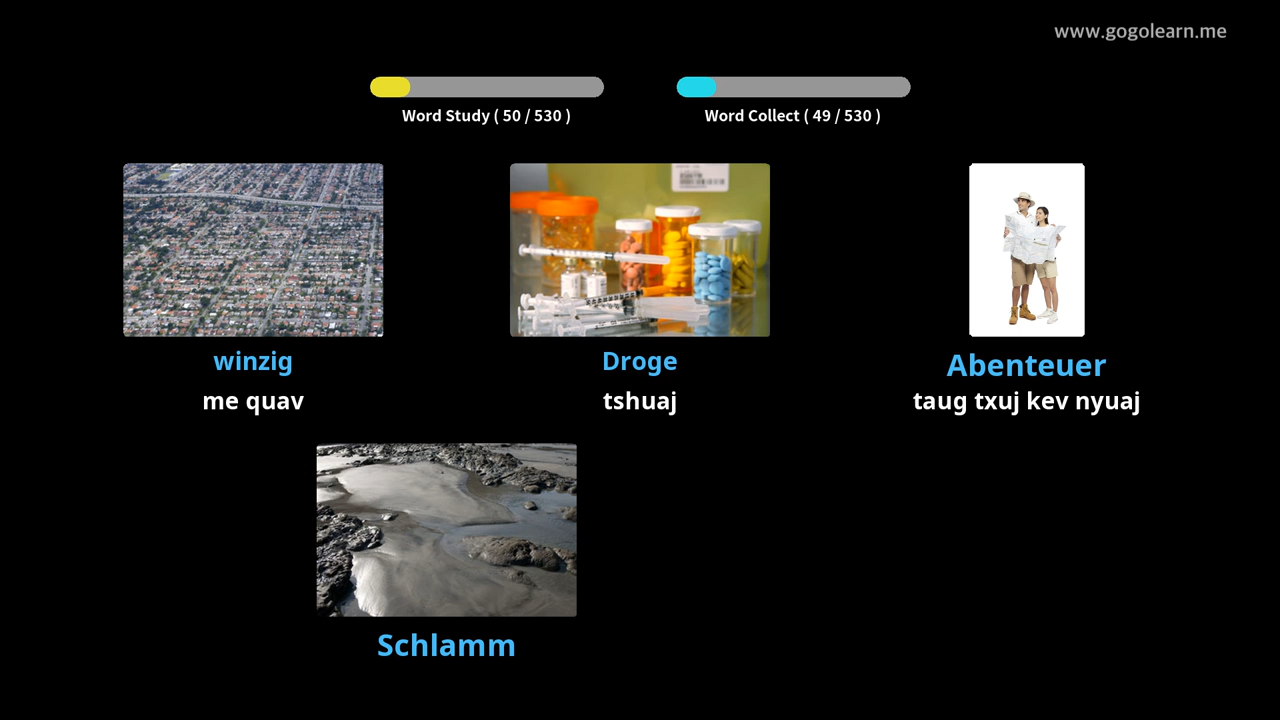 www.gogolearn.me
Word Study ( 50 / 530 )
Word Collect ( 49 / 530 )
winzig
me quav
Droge
tshuaj
Abenteuer
taug txuj kev nyuaj
Schlamm